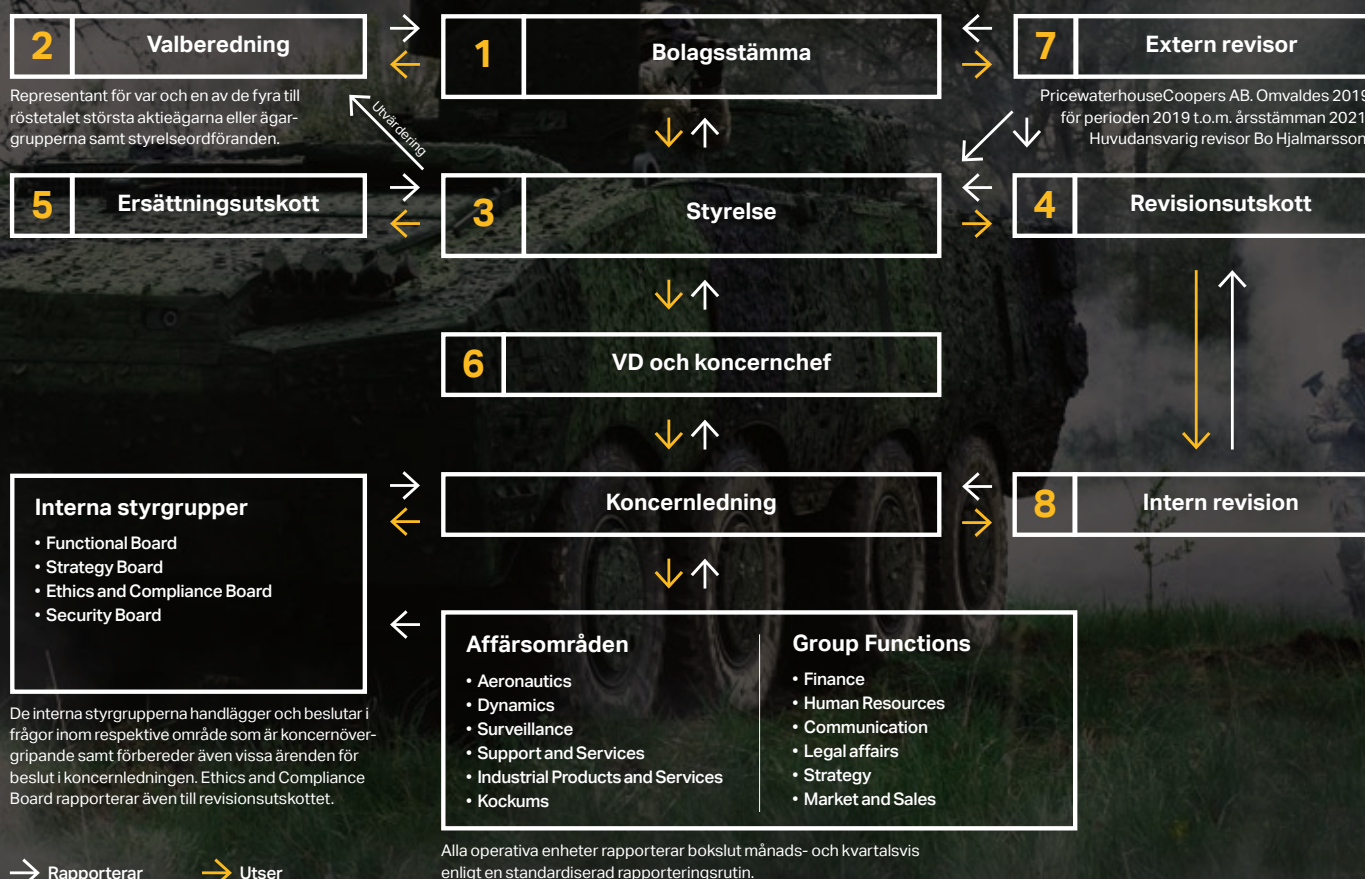 2 Valberedning
Representant för var och en av de fyra till
röstetalet största aktieägarna eller ägar-
grupperna samt styrelseordföranden.
1 Bolagsstämma
7 Extern revisor
PricewaterhouseCoopers AB. Omvaldes 2019
för perioden 2019 t.o.m. årsstämman 2021.
Huvudansvarig revisor Bo Hjalmarsson.
Utvärdering
5 Ersättningsutskott
3 Styrelse
4 Revisionsutskott
6 VD och koncernchef
Koncernledning
8 Intern revision
Interna styrgrupper
• Functional Board
• Strategy Board
• Ethics and Compliance Board
• Security Board
De interna styrgrupperna handlägger och beslutar i
frågor inom respektive område som är koncernöver-
gripande samt förbereder även vissa ärenden för
beslut i koncernledningen. Ethics and Compliance
Board rapporterar även till revisionsutskottet.
Affärsområden
• Aeronautics
• Dynamics
• Surveillance
• Support and Services
• Industrial Products and Services
• Kockums
Group Functions
• Finance
• Human Resources
• Communication
• Legal affairs
• Strategy
• Market and Sales
Alla operativa enheter rapporterar bokslut månads- och kvartalsvis
enligt en standardiserad rapporteringsrutin.
Rapporterar
Utser